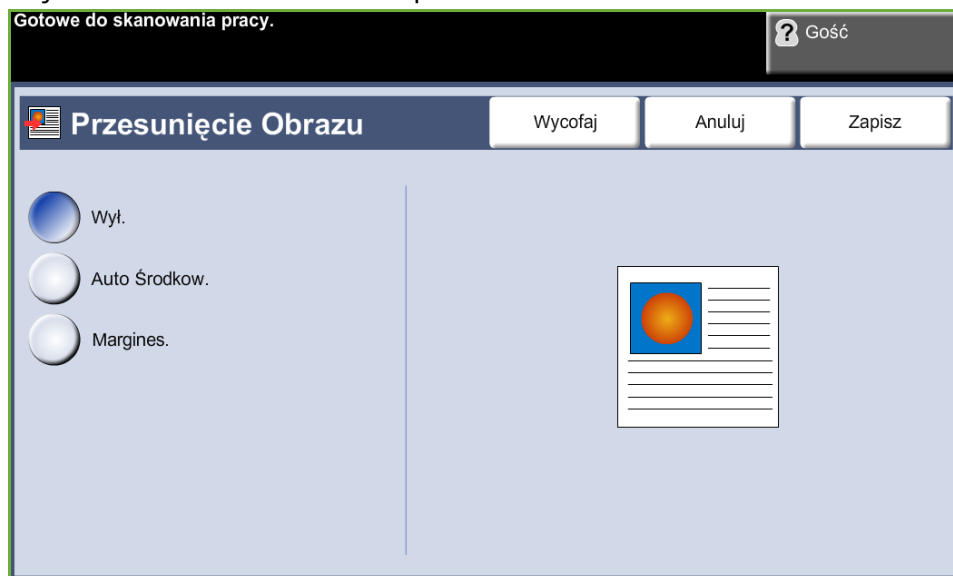 Gotowe do skanowania pracy.
? Gość
Przesunięcie Obrazu
Wycofaj
Anuluj
Zapisz
Wył.
Auto Środkow.
Margines.